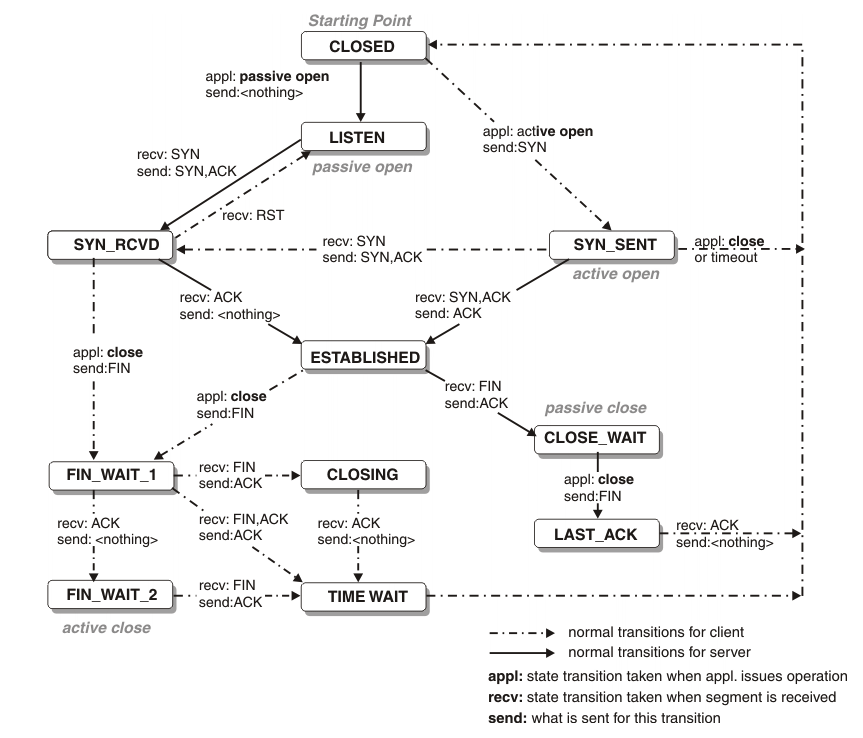 Starting Point
CLOSED
appl: passive open
send:<nothing>
appl: active open
send:SYN
LISTEN
passive open
recv: SYN
send: SYN,ACK
recv: RST
SYN_RCVD
recv: SYN
send: SYN,ACK
SYN_SENT
active open
appl: close
or timeout
recv: ACK
send: <nothing>
recv: SYN,ACK
send: ACK
ESTABLISHED
appl: close
send:FIN
appl: close
send:FIN
recv: FIN
send:ACK
passive close
CLOSE_WAIT
appl: close
send:FIN
LAST_ACK
recv: ACK
send:<nothing>
FIN_WAIT_1
recv: FIN
send:ACK
CLOSING
recv: ACK
send: <nothing>
recv: FIN,ACK
send:ACK
recv: ACK
send:<nothing>
FIN_WAIT_2
recv: FIN
send:ACK
TIME WAIT
active close
normal transitions for client
normal transitions for server
appl: state transition taken when appl. issues operation
recv: state transition taken when segment is received
send: what is sent for this transition